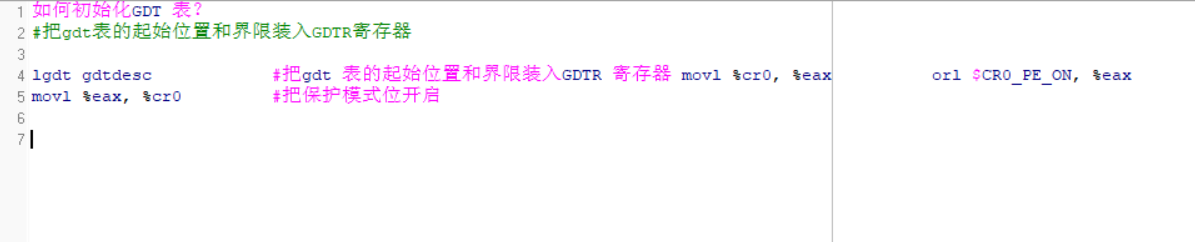 1 如何初始化GDT 表?
2 #把gdt表的起始位置和界限装入GDTR寄存器
3
4 lgdt gdtdesc #把gdt 表的起始位置和界限装入GDTR 寄存器 movl %cr0, %eax orl $CR0_PE_ON, %eax
5 movl %eax, %cr0 #把保护模式位开启
6
7